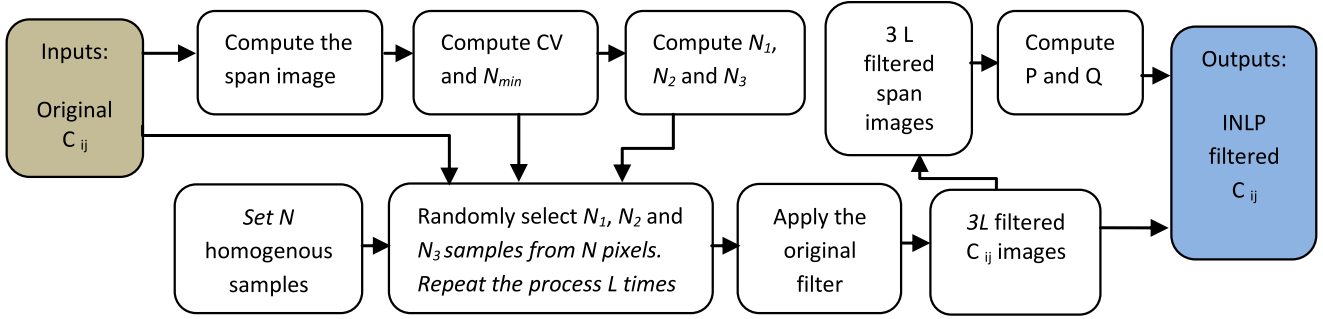 Inputs:
Original
C ij
Compute the
span image
Compute CV
and Nmin
Compute N1,
N2 and N3
3 L
filtered
span
images
Compute
P and Q
Outputs:
INLP
filtered
C ij
Set N
homogenous
samples
Randomly select N1, N2 and
N3 samples from N pixels.
Repeat the process L times
Apply the
original
filter
3L filtered
C ij images